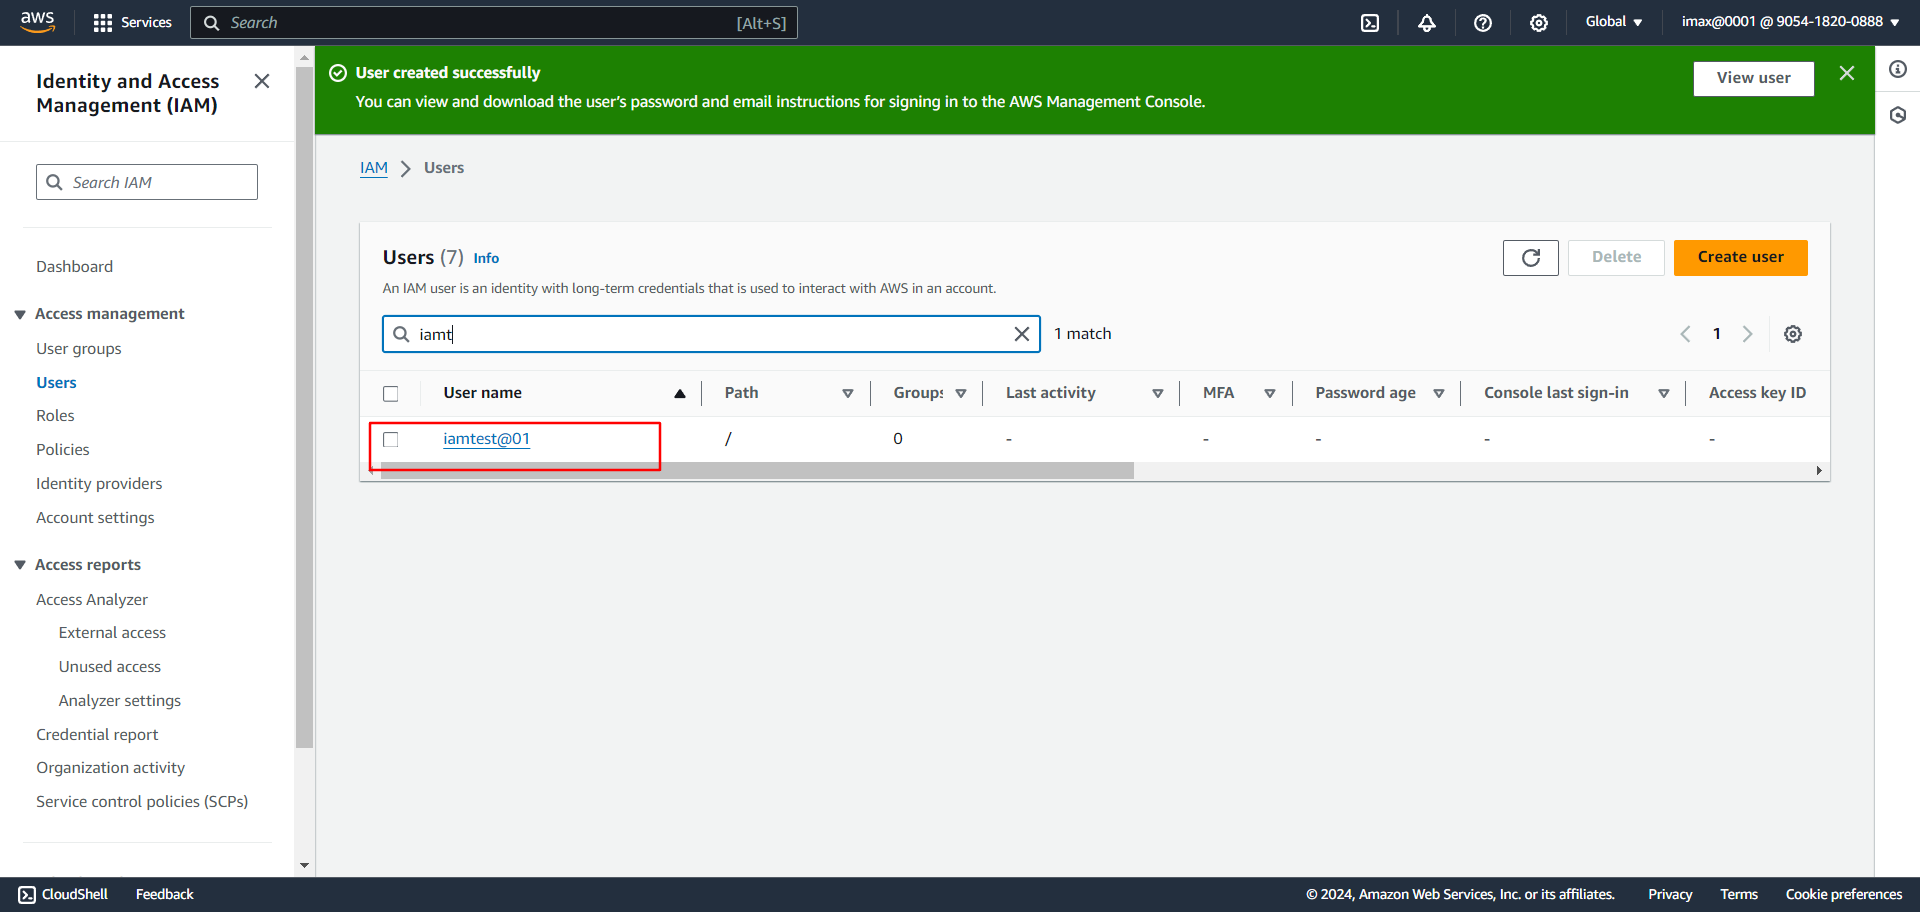 aws
Services
Search
[Alt+S]
Global
imax@0001 @ 9054-1820-0888
Identity and Access
Management (IAM)
Search IAM
Dashboard
Access management
User groups
Users
Roles
Policies
Identity providers
Account settings
Access reports
Access Analyzer
External access
Unused access
Analyzer settings
Credential report
Organization activity
Service control policies (SCPs)
User created successfully
You can view and download the user’s password and email instructions for signing in to the AWS Management Console.
View user
IAM
Users
Users (7) Info
Delete
Create user
An IAM user is an identity with long-term credentials that is used to interact with AWS in an account.
iamt
1 match
1
User name
Path
Groups
Last activity
MFA
Password age
Console last sign-in
Access key ID
iamtest@01
/
0
-
-
-
-
-
CloudShell
Feedback
© 2024, Amazon Web Services, Inc. or its affiliates.
Privacy
Terms
Cookie preferences